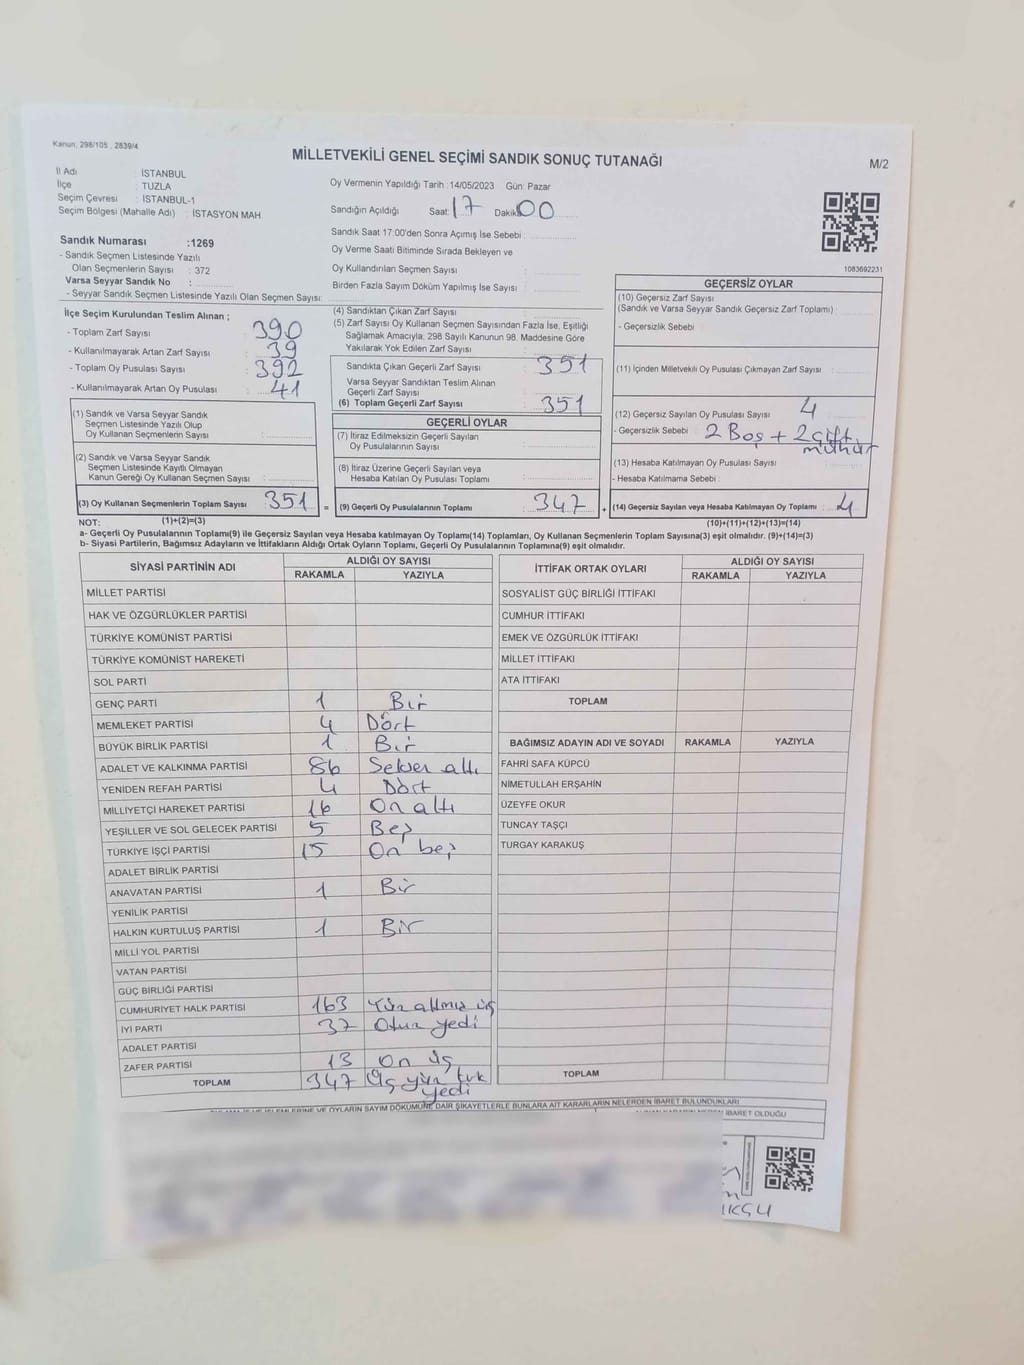 Kanun, 298/105 , 2839/4
MİLLETVEKİLİ GENEL SEÇİMİ SANDIK SONUÇ TUTANAĞI
M/2
İl Adı : İSTANBUL
İlçe : TUZLA
Seçim Çevresi : İSTANBUL-1
Seçim Bölgesi (Mahalle Adı) : İSTASYON MAH.
Oy Vermenin Yapıldığı Tarih :14/05/2023 Gün: Pazar
Sandığın Açıldığı Saat: 17 Dakika: 00
Sandık Saat 17:00'den Sonra Açımış İse Sebebi :
Oy Verme Saati Bitiminde Sırada Bekleyen ve
Oy Kullandırılan Seçmen Sayısı :
Birden Fazla Sayım Döküm Yapılmış İse Sayısı :
1083692231
Sandık Numarası :1269
- Sandık Seçmen Listesinde Yazılı
Olan Seçmenlerin Sayısı : 372
Varsa Seyyar Sandık No :
- Seyyar Sandık Seçmen Listesinde Yazılı Olan Seçmen Sayısı:
İlçe Seçim Kurulundan Teslim Alınan ;
- Toplam Zarf Sayısı : 390
- Kullanılmayarak Artan Zarf Sayısı : 39
- Toplam Oy Pusulası Sayısı : 392
- Kullanılmayarak Artan Oy Pusulası : 41
(1) Sandık ve Varsa Seyyar Sandık
Seçmen Listesinde Yazılı Olup
Oy Kullanan Seçmenlerin Sayısı :
(2) Sandık ve Varsa Seyyar Sandık
Seçmen Listesinde Kayıtlı Olmayan
Kanun Gereği Oy Kullanan Seçmen Sayısı :
(3) Oy Kullanan Seçmenlerin Toplam Sayısı : 351
(4) Sandıktan Çıkan Zarf Sayısı :
(5) Zarf Sayısı Oy Kullanan Seçmen Sayısından Fazla İse, Eşitliği
Sağlamak Amacıyla, 298 Sayılı Kanunun 98. Maddesine Göre
Yakılarak Yok Edilen Zarf Sayısı :
Sandıkta Çıkan Geçerli Zarf Sayısı : 351
Varsa Seyyar Sandıktan Teslim Alınan
Geçerli Zarf Sayısı :
(6) Toplam Geçerli Zarf Sayısı : 351
GEÇERLİ OYLAR
(7) İtiraz Edilmeksizin Geçerli Sayılan
Oy Pusulalarının Sayısı :
(8) İtiraz Üzerine Geçerli Sayılan veya
Hesaba Katılan Oy Pusulası Toplamı :
= (9) Geçerli Oy Pusulalarının Toplamı : 347 +
GEÇERSİZ OYLAR
(10) Geçersiz Zarf Sayısı
(Sandık ve Varsa Seyyar Sandık Geçersiz Zarf Toplamı) :
- Geçersizlik Sebebi :
(11) İçinden Milletvekili Oy Pusulası Çıkmayan Zarf Sayısı :
(12) Geçersiz Sayılan Oy Pusulası Sayısı : 4
- Geçersizlik Sebebi : 2 Boş + 2 çift mühür
(13) Hesaba Katılmayan Oy Pusulası Sayısı :
- Hesaba Katılmama Sebebi :
(14) Geçersiz Sayılan veya Hesaba Katılmayan Oy Toplamı : 4
NOT: (1)+(2)=(3) (10)+(11)+(12)+(13)=(14)
a- Geçerli Oy Pusulalarının Toplamı(9) ile Geçersiz Sayılan veya Hesaba katılmayan Oy Toplamı(14) Toplamları, Oy Kullanan Seçmenlerin Toplam Sayısına(3) eşit olmalıdır. (9)+(14)=(3)
b- Siyasi Partilerin, Bağımsız Adayların ve İttifakların Aldığı Ortak Oyların Toplamı, Geçerli Oy Pusulalarının Toplamına(9) eşit olmalıdır.
SİYASİ PARTİNİN ADI ALDIĞI OY SAYISI
RAKAMLA YAZIYLA
MİLLET PARTİSİ
HAK VE ÖZGÜRLÜKLER PARTİSİ
TÜRKİYE KOMÜNİST PARTİSİ
TÜRKİYE KOMÜNİST HAREKETİ
SOL PARTİ
GENÇ PARTİ 1 Bir
MEMLEKET PARTİSİ 4 Dört
BÜYÜK BİRLİK PARTİSİ 1 Bir
ADALET VE KALKINMA PARTİSİ 86 Seksen altı
YENİDEN REFAH PARTİSİ 4 Dört
MİLLİYETÇİ HAREKET PARTİSİ 16 On altı
YEŞİLLER VE SOL GELECEK PARTİSİ 5 Beş
TÜRKİYE İŞÇİ PARTİSİ 15 On beş
ADALET BİRLİK PARTİSİ
ANAVATAN PARTİSİ 1 Bir
YENİLİK PARTİSİ
HALKIN KURTULUŞ PARTİSİ 1 Bir
MİLLİ YOL PARTİSİ
VATAN PARTİSİ
GÜÇ BİRLİĞİ PARTİSİ
CUMHURİYET HALK PARTİSİ 163 Yüz altmış üç
İYİ PARTİ 37 Otuz yedi
ADALET PARTİSİ
ZAFER PARTİSİ 13 On üç
TOPLAM 347 Üç yüz kırk yedi
İTTİFAK ORTAK OYLARI ALDIĞI OY SAYISI
RAKAMLA YAZIYLA
SOSYALİST GÜÇ BİRLİĞİ İTTİFAKI
CUMHUR İTTİFAKI
EMEK VE ÖZGÜRLÜK İTTİFAKI
MİLLET İTTİFAKI
ATA İTTİFAKI
TOPLAM
BAĞIMSIZ ADAYIN ADI VE SOYADI RAKAMLA YAZIYLA
FAHRİ SAFA KÜPCÜ
NİMETULLAH ERŞAHİN
ÜZEYFE OKUR
TUNCAY TAŞÇI
TURGAY KARAKUŞ
TOPLAM
VE OYLARIN SAYIM DÖKÜMÜNE DAİR ŞİKAYETLERLE BUNLARA AİT KARARLARIN NELERDEN İBARET BULUNDUKLARI
İBARET OLDUĞU